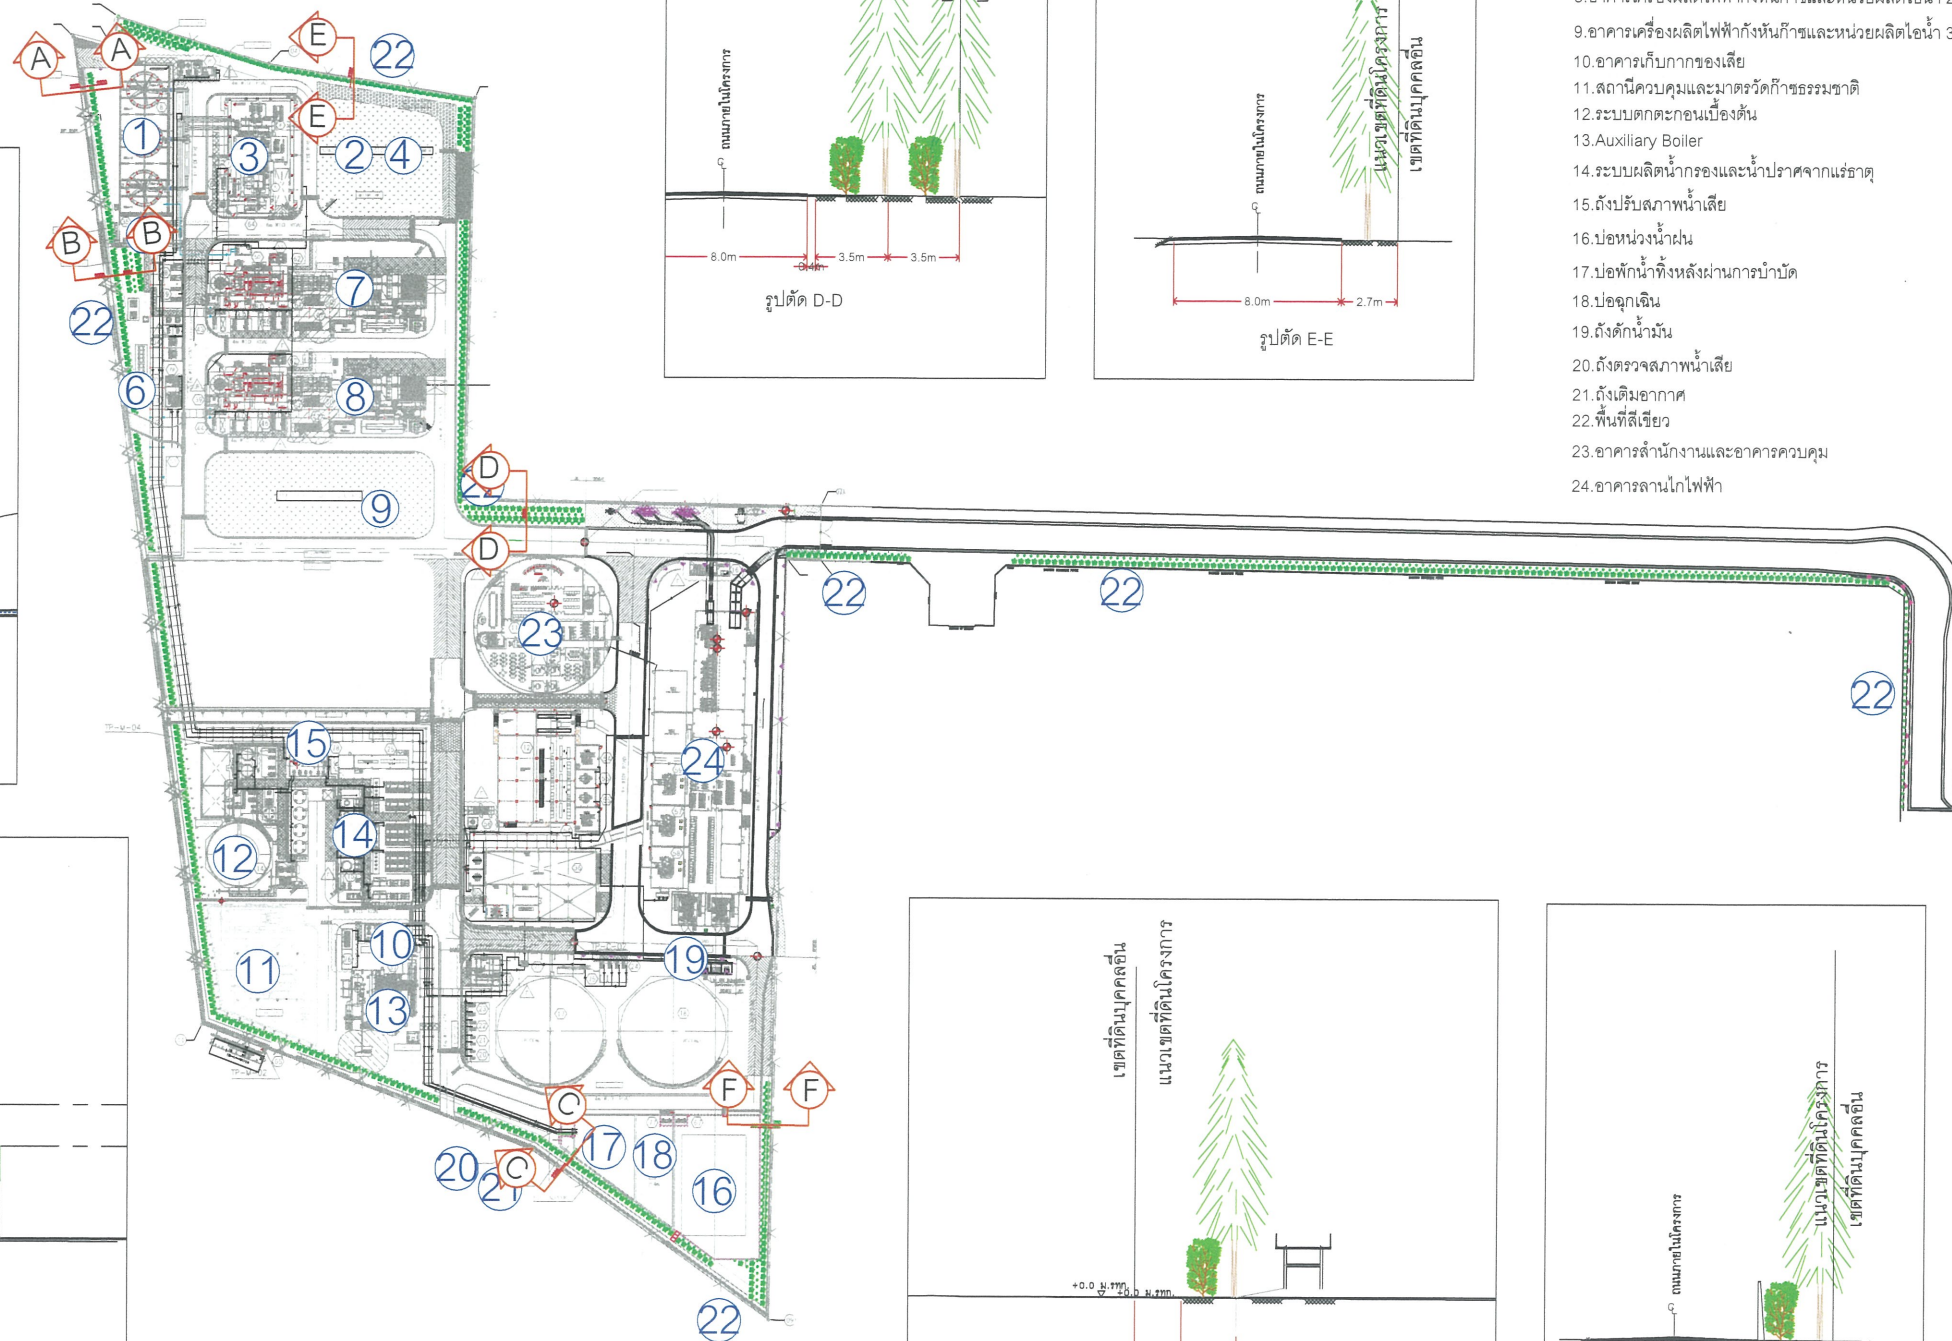 A
A
E
22
E
1
3
2
4
B
B
7
22
6
8
9
D
22
D
23
22
22
22
24
15
14
12
10
11
13
19
F
F
C
17
18
20
C
21
16
22
TP-W-04
ถนนภายในโครงการ
8.0m
3.5m
3.5m
รูปตัด D-D
ถนนภายในโครงการ
แนวเขตที่ดินโครงการ
เขตที่ดินบุคคลอื่น
8.0m
2.7m
รูปตัด E-E
9.อาคารเครื่องผลิตไฟฟ้ากังหันก๊าซและหน่วยผลิตไอน้ำ 3
10.อาคารเก็บกากของเสีย
11.สถานีควบคุมและมาตรวัดก๊าซธรรมชาติ
12.ระบบตกตะกอนเบื้องต้น
13.Auxiliary Boiler
14.ระบบผลิตน้ำกรองและน้ำปราศจากแร่ธาตุ
15.ถังปรับสภาพน้ำเสีย
16.บ่อหน่วงน้ำฝน
17.บ่อพักน้ำทิ้งหลังผ่านการบำบัด
18.บ่อฉุกเฉิน
19.ถังดักน้ำมัน
20.ถังตรวจสภาพน้ำเสีย
21.ถังเติมอากาศ
22.พื้นที่สีเขียว
23.อาคารสำนักงานและอาคารควบคุม
24.อาคารลานไกไฟฟ้า
เขตที่ดินบุคคลอื่น
แนวเขตที่ดินโครงการ
+0.0 ม.รทก.
+0.0 ม.รทก.
ถนนภายในโครงการ
แนวเขตที่ดินโครงการ
เขตที่ดินบุคคลอื่น